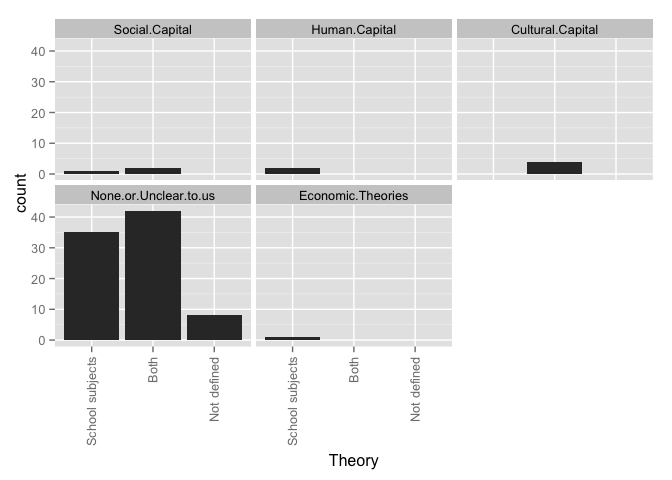 Social.Capital Human.Capital Cultural.Capital
40
30
20
10
0
count
None.or.Unclear.to.us Economic.Theories
40
30
20
10
0
School subjects Both Not defined School subjects Both Not defined
Theory